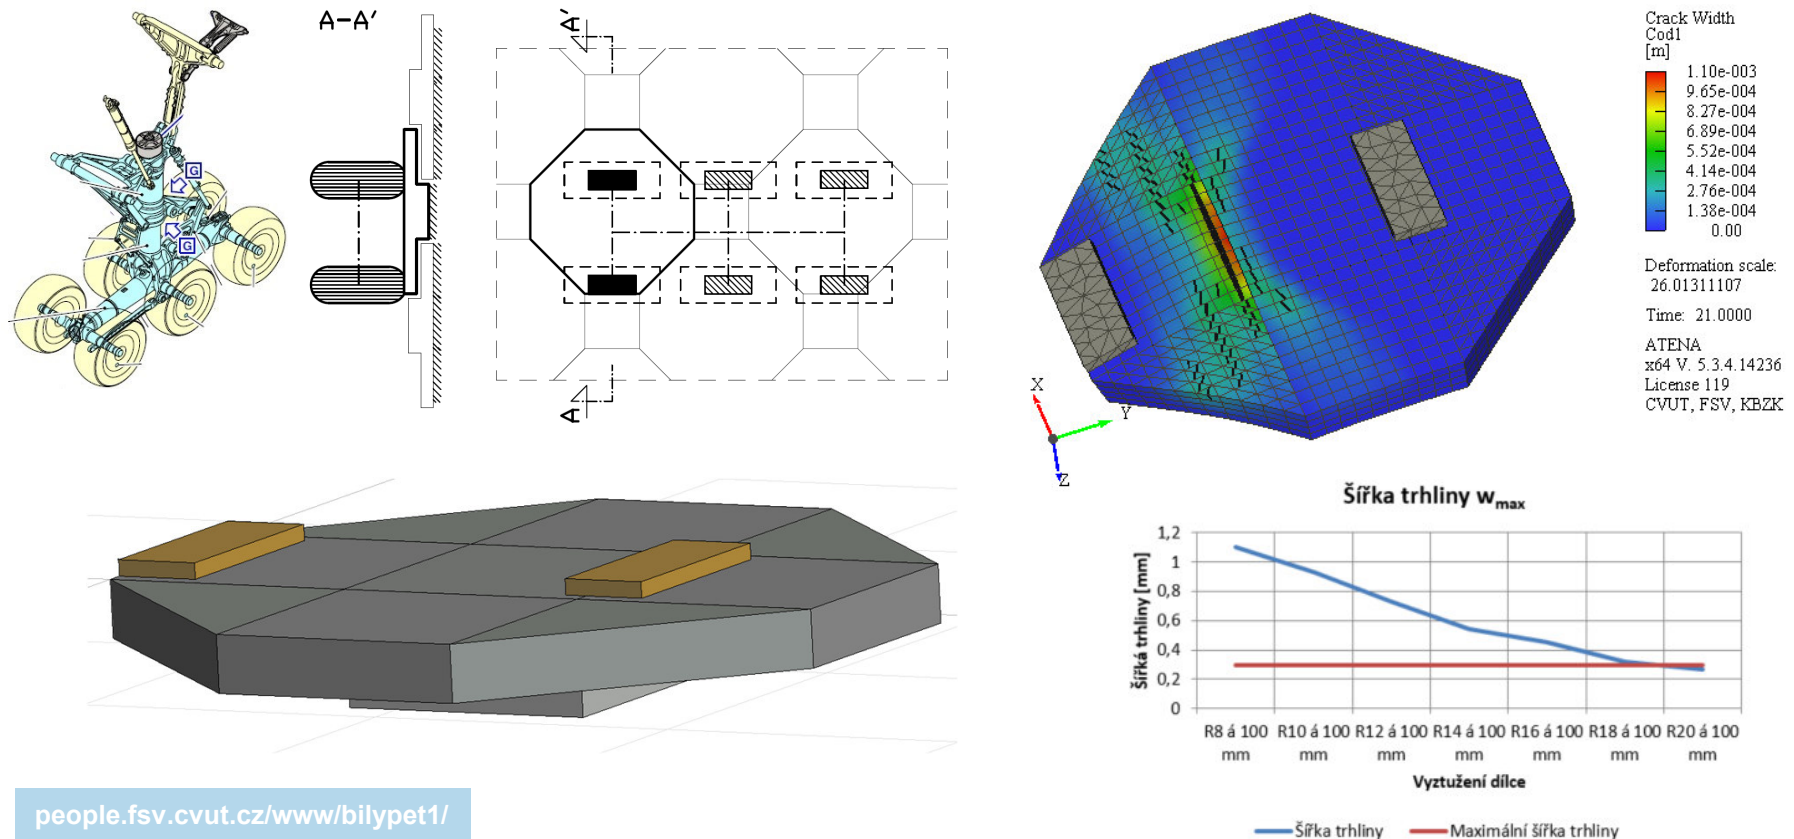 A-A'
A'
G
G
A
Crack Width
Cod1
[m]
1.10e-003
9.65e-004
8.27e-004
6.89e-004
5.52e-004
4.14e-004
2.76e-004
1.38e-004
0.00
Deformation scale:
26.01311107
Time: 21.0000
ATENA
x64 V. 5.3.4.14236
License 119
CVUT, FSV, KBZK
X
Y
Z
Šířka trhliny wmax
Šířká trhliny [mm]
1,2
1
0,8
0,6
0,4
0,2
0
R8 á 100 mm
R10 á 100 mm
R12 á 100 mm
R14 á 100 mm
R16 á 100 mm
R18 á 100 mm
R20 á 100 mm
Vyztužení dílce
Šířka trhliny
Maximální šířka trhliny
people.fsv.cvut.cz/www/bilypet1/